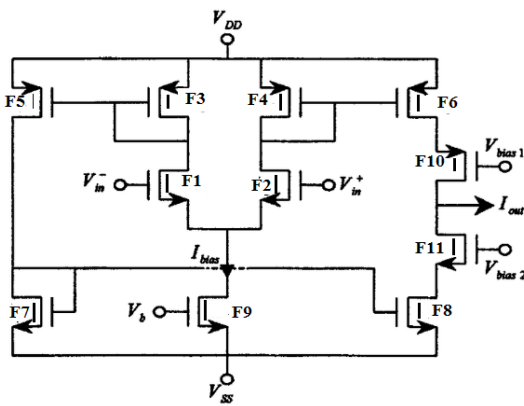 V_DD
F5
F3
F4
F6
V_in^-
F1
F2
V_in^+
F10
V_bias 1
I_out
I_bias
F11
V_bias 2
F7
V_b
F9
F8
V_SS